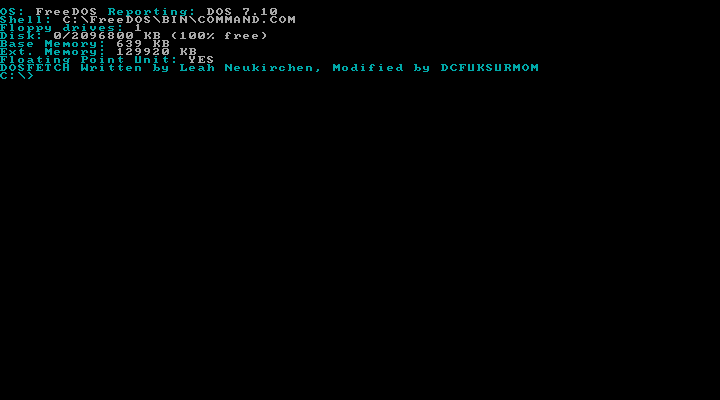 OS: FreeDOS Reporting: DOS 7.10
Shell: C:\FreeDOS\BIN\COMMAND.COM
Floppy drives: 1
Disk: 0/2096800 KB (100% free)
Base Memory: 639 KB
Ext. Memory: 129920 KB
Floating Point Unit: YES
DOSFETCH Written by Leah Neukirchen, Modified by DCFUKSURMOM
C:\>